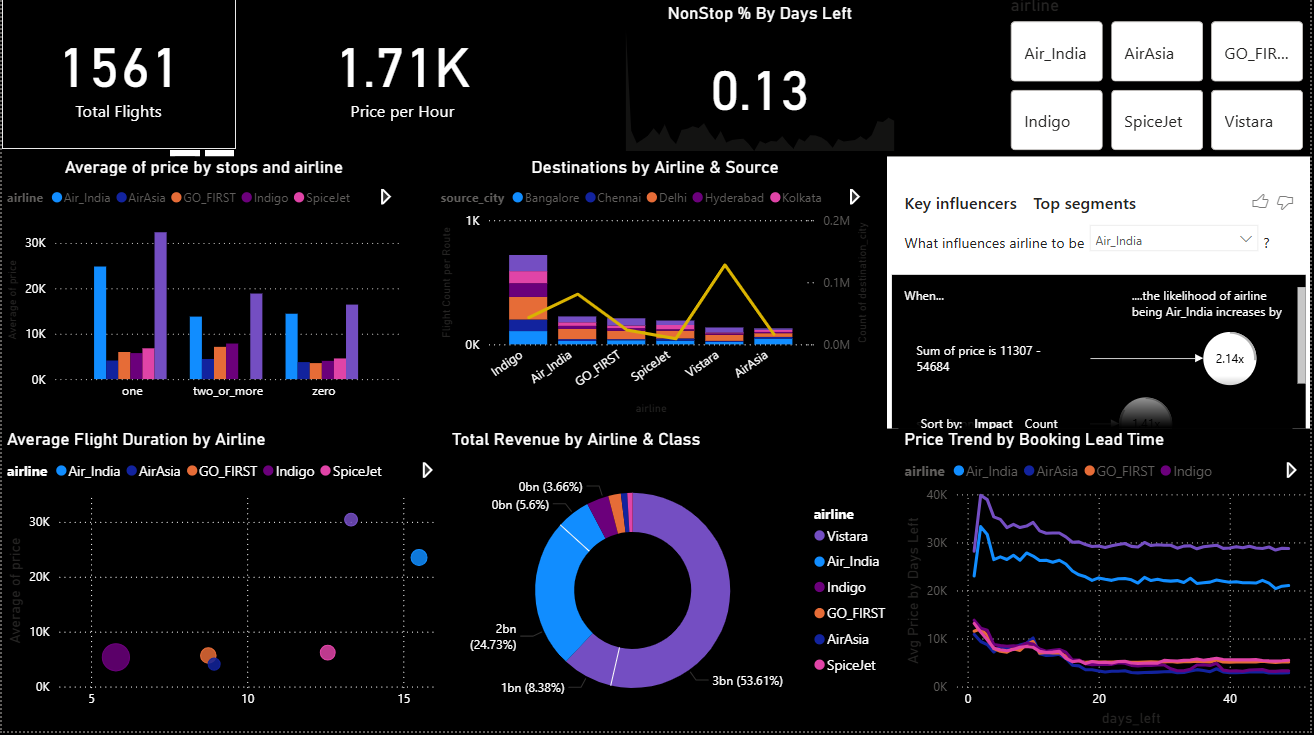 1561
Total Flights
1.71K
Price per Hour
NonStop % By Days Left
0.13
airline
Air_India
AirAsia
GO_FIR...
Indigo
SpiceJet
Vistara
Average of price by stops and airline
airline Air_India AirAsia GO_FIRST Indigo SpiceJet
Average of price
30K
20K
10K
0K
one two_or_more zero
Destinations by Airline & Source
source_city Bangalore Chennai Delhi Hyderabad Kolkata
Flight Count per Route
1K
0K
0.2M
0.1M
0.0M
Count of destination_city
Indigo
Air_India
GO_FIRST
SpiceJet
Vistara
AirAsia
airline
Key influencers Top segments
What influences airline to be Air_India ?
When...
....the likelihood of airline
being Air_India increases by
Sum of price is 11307 -
54684
2.14x
1.41x
Sort by: Impact Count
Average Flight Duration by Airline
airline Air_India AirAsia GO_FIRST Indigo SpiceJet
Average of price
30K
20K
10K
0K
5 10 15
Total Revenue by Airline & Class
0bn (3.66%)
0bn (5.6%)
2bn
(24.73%)
1bn (8.38%)
3bn (53.61%)
airline
Vistara
Air_India
Indigo
GO_FIRST
AirAsia
SpiceJet
Price Trend by Booking Lead Time
airline Air_India AirAsia GO_FIRST Indigo
Avg Price by Days Left
40K
30K
20K
10K
0K
0 20 40
days_left